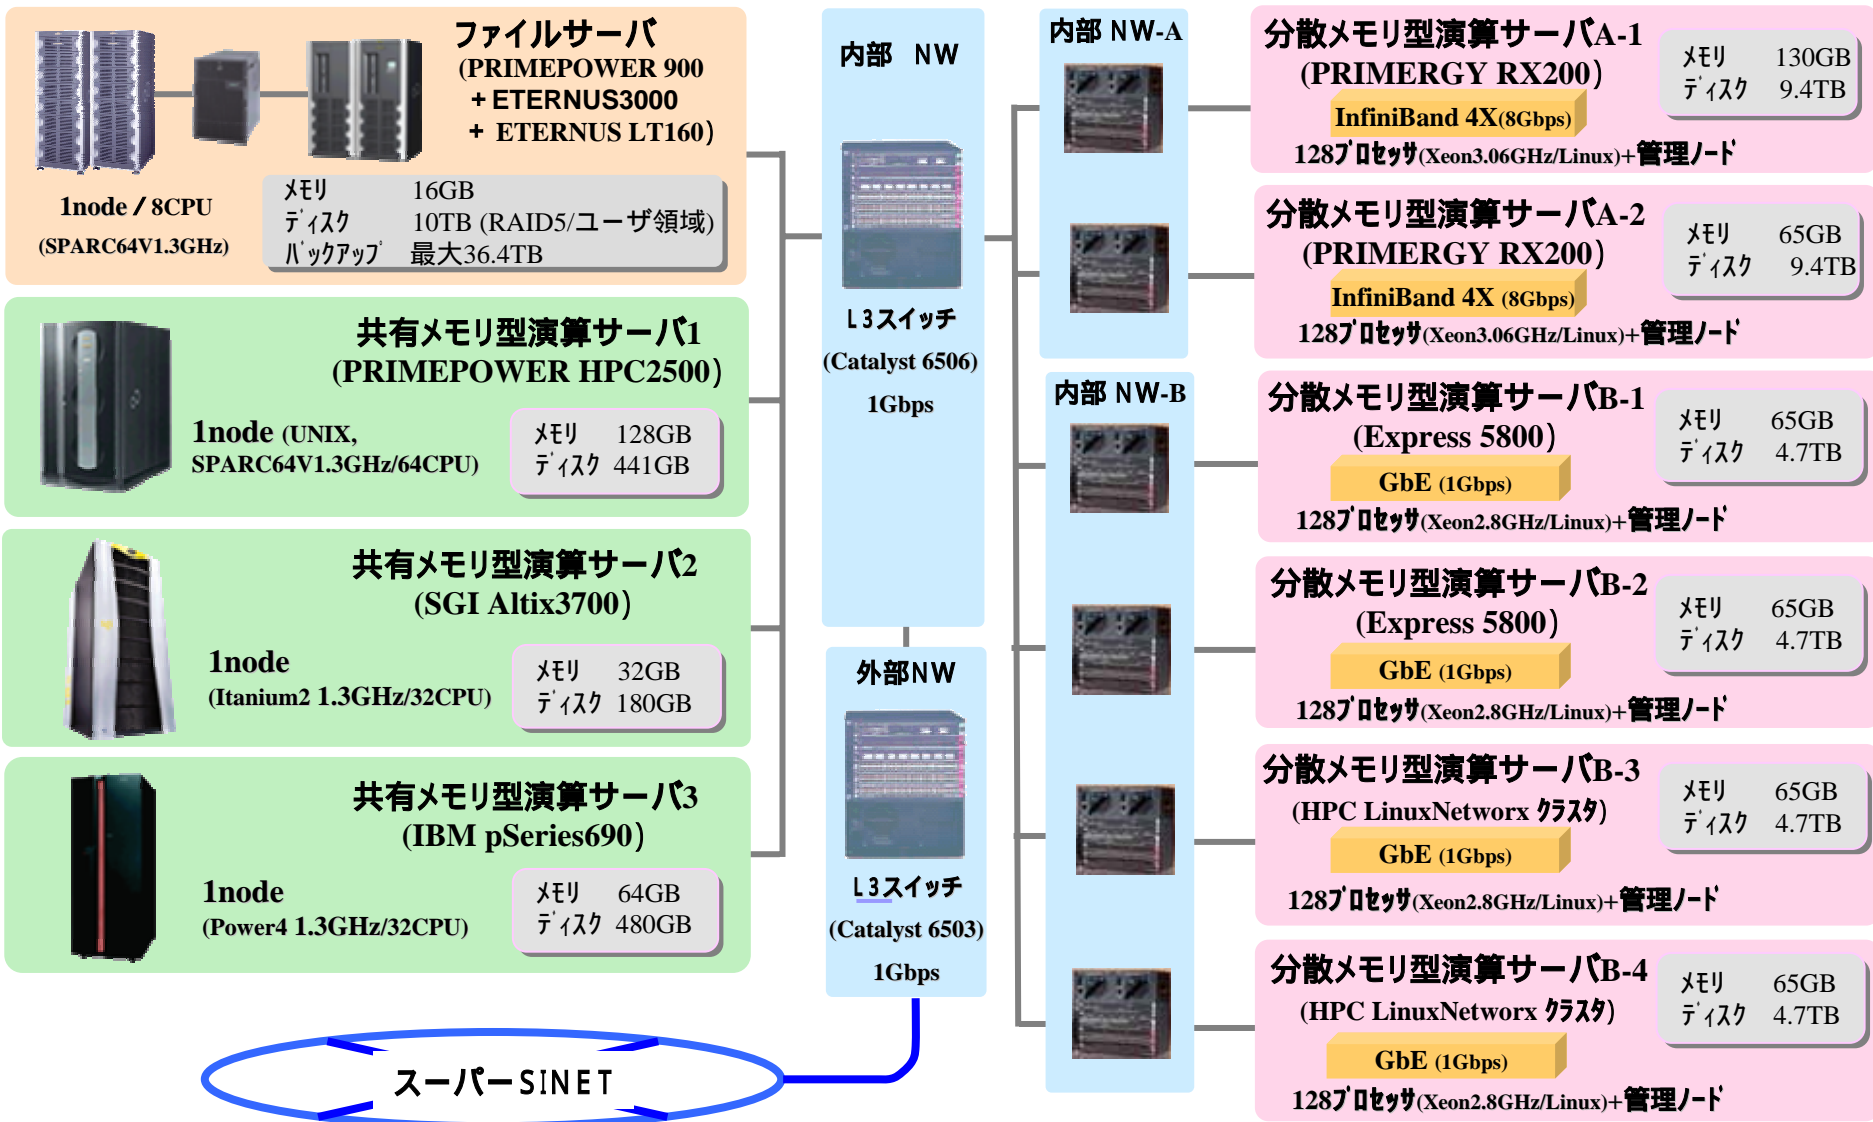 ファイルサーバ
(PRIMEPOWER 900
+ETERNUS3000
+ ETERNUS LT160)
1node / 8CPU
(SPARC64V1.3GHz)
ﾒﾓﾘ 16GB
ﾃﾞｨｽｸ 10TB (RAID5/ユーザ領域)
ﾊﾞｯｸｱｯﾌﾟ 最大36.4TB
共有メモリ型演算サーバ1
(PRIMEPOWER HPC2500)
1node (UNIX,
SPARC64V1.3GHz/64CPU)
ﾒﾓﾘ 128GB
ﾃﾞｨｽｸ 441GB
共有メモリ型演算サーバ2
(SGI Altix3700)
1node
(Itanium2 1.3GHz/32CPU)
ﾒﾓﾘ 32GB
ﾃﾞｨｽｸ 180GB
共有メモリ型演算サーバ3
(IBM pSeries690)
1node
(Power4 1.3GHz/32CPU)
ﾒﾓﾘ 64GB
ﾃﾞｨｽｸ 480GB
内部 NW
L3スイッチ
(Catalyst 6506)
1Gbps
外部NW
L3スイッチ
(Catalyst 6503)
1Gbps
スーパーSINET
内部 NW-A
内部 NW-B
分散メモリ型演算サーバA-1
(PRIMERGY RX200)
InfiniBand 4X(8Gbps)
128ﾌﾟﾛｾｯｻ(Xeon3.06GHz/Linux)+管理ﾉｰﾄﾞ
ﾒﾓﾘ 130GB
ﾃﾞｨｽｸ 9.4TB
分散メモリ型演算サーバA-2
(PRIMERGY RX200)
InfiniBand 4X (8Gbps)
128ﾌﾟﾛｾｯｻ(Xeon3.06GHz/Linux)+管理ﾉｰﾄﾞ
ﾒﾓﾘ 65GB
ﾃﾞｨｽｸ 9.4TB
分散メモリ型演算サーバB-1
(Express 5800)
GbE (1Gbps)
128ﾌﾟﾛｾｯｻ(Xeon2.8GHz/Linux)+管理ﾉｰﾄﾞ
ﾒﾓﾘ 65GB
ﾃﾞｨｽｸ 4.7TB
分散メモリ型演算サーバB-2
(Express 5800)
GbE (1Gbps)
128ﾌﾟﾛｾｯｻ(Xeon2.8GHz/Linux)+管理ﾉｰﾄﾞ
ﾒﾓﾘ 65GB
ﾃﾞｨｽｸ 4.7TB
分散メモリ型演算サーバB-3
(HPC LinuxNetworx ｸﾗｽﾀ)
GbE (1Gbps)
128ﾌﾟﾛｾｯｻ(Xeon2.8GHz/Linux)+管理ﾉｰﾄﾞ
ﾒﾓﾘ 65GB
ﾃﾞｨｽｸ 4.7TB
分散メモリ型演算サーバB-4
(HPC LinuxNetworx ｸﾗｽﾀ)
GbE (1Gbps)
128ﾌﾟﾛｾｯｻ(Xeon2.8GHz/Linux)+管理ﾉｰﾄﾞ
ﾒﾓﾘ 65GB
ﾃﾞｨｽｸ 4.7TB